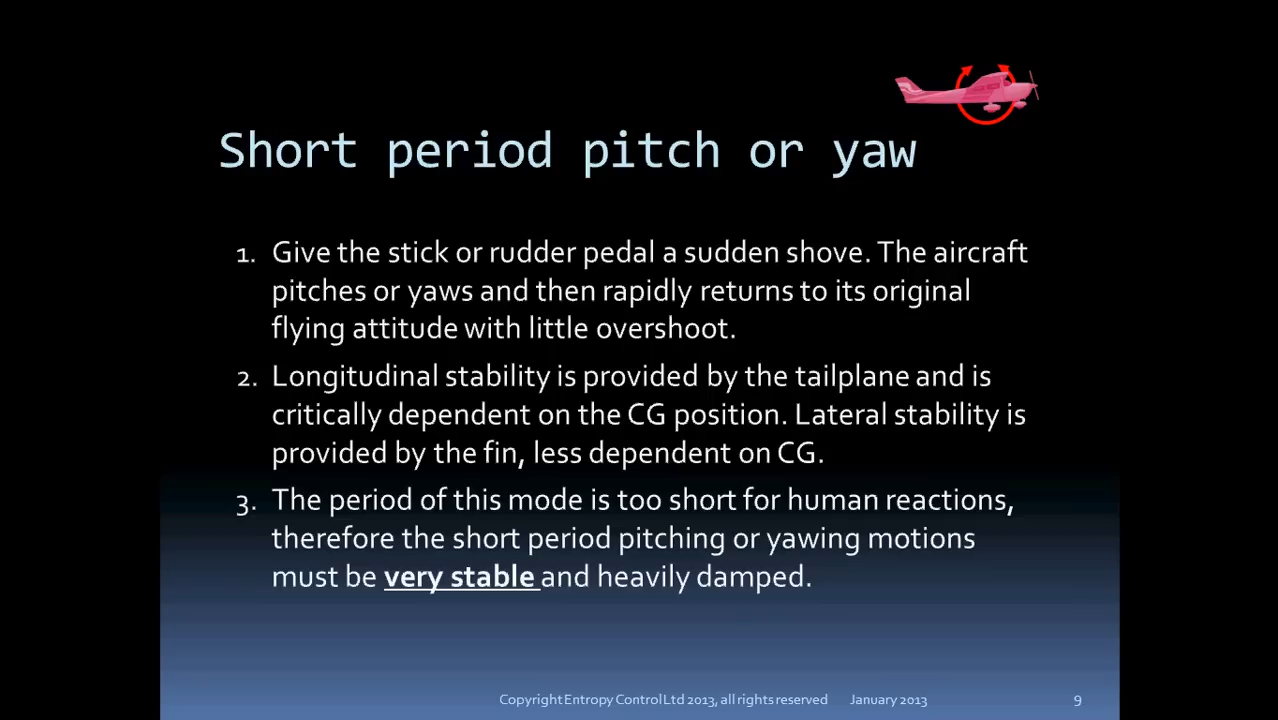 Short period pitch or yaw
1. Give the stick or rudder pedal a sudden shove. The aircraft
pitches or yaws and then rapidly returns to its original
flying attitude with little overshoot.
2. Longitudinal stability is provided by the tailplane and is
critically dependent on the CG position. Lateral stability is
provided by the fin, less dependent on CG.
3. The period of this mode is too short for human reactions,
therefore the short period pitching or yawing motions
must be very stable and heavily damped.
Copyright Entropy Control Ltd 2013, all rights reserved January 2013 9